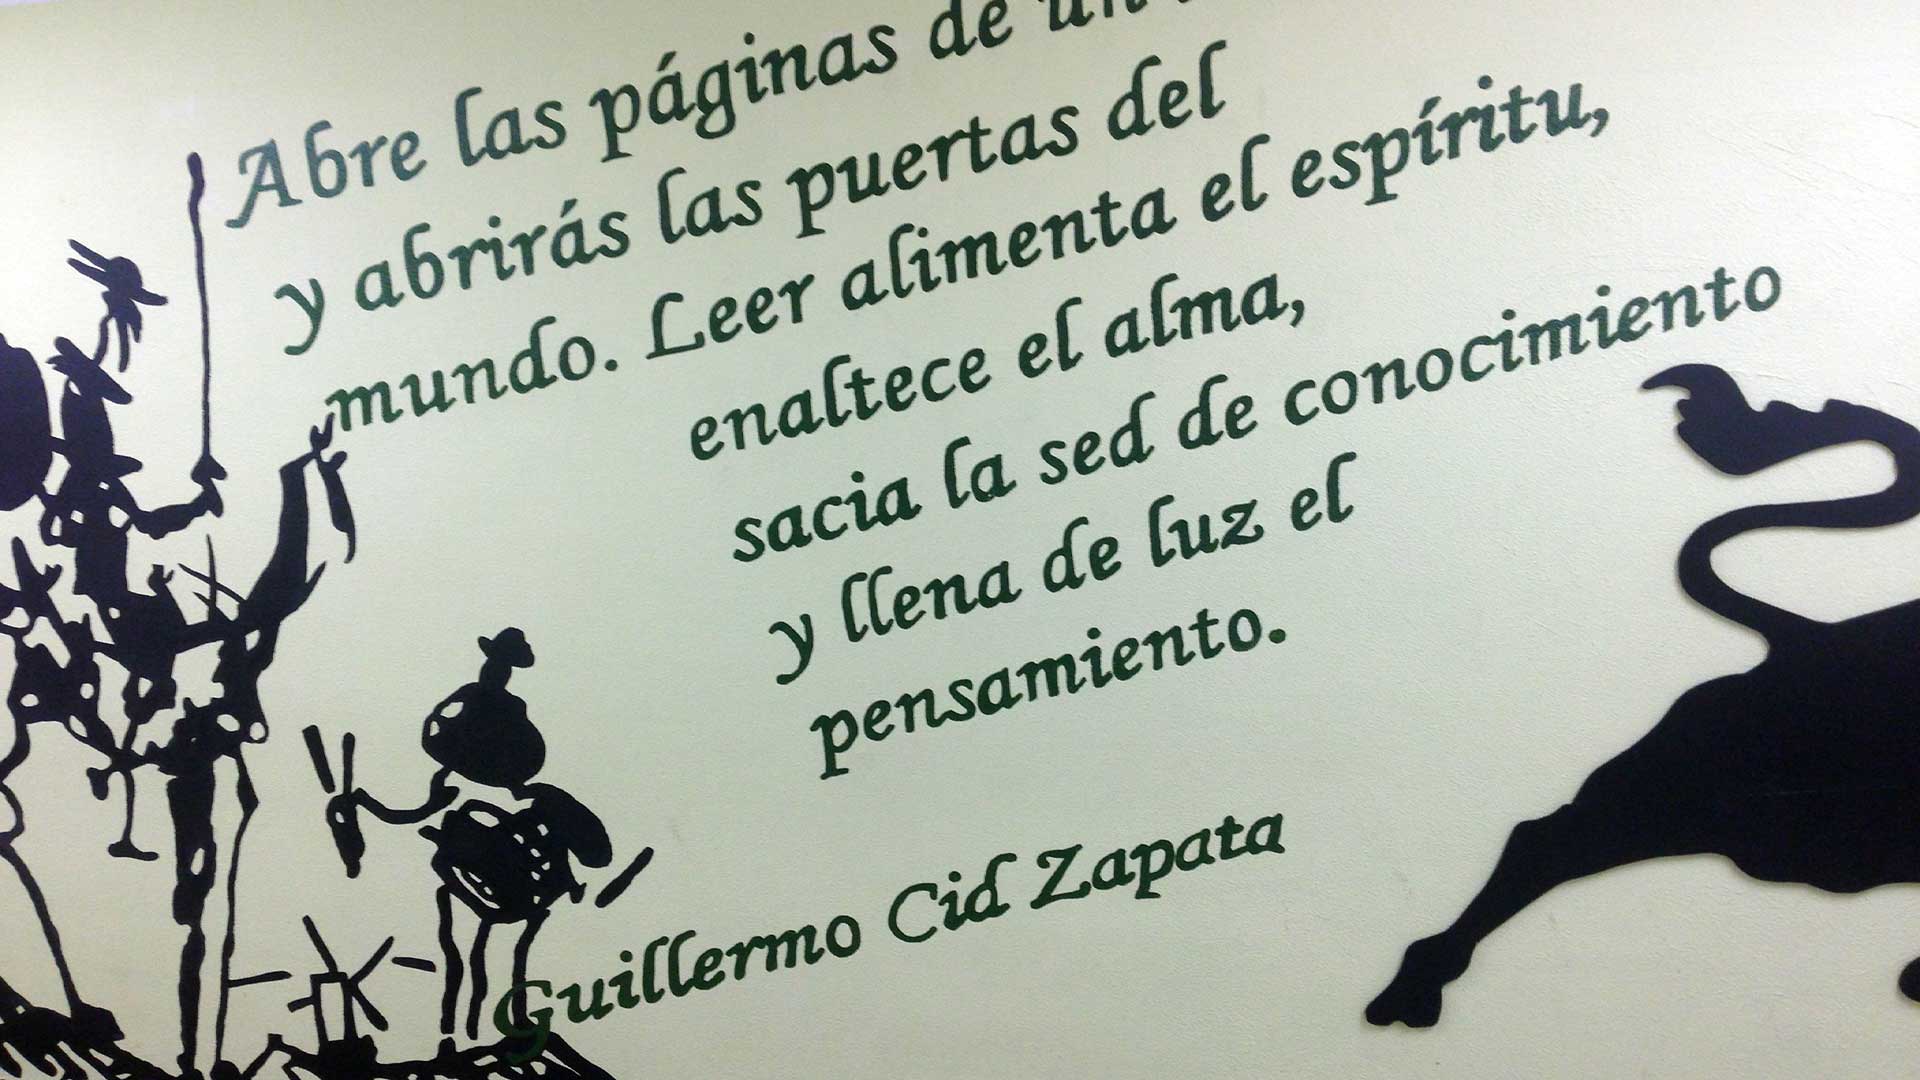 Abre las páginas de un
y abrirás las puertas del
mundo. Leer alimenta el espíritu,
enaltece el alma,
sacia la sed de conocimiento
y llena de luz el
pensamiento.
Guillermo Cid Zapata